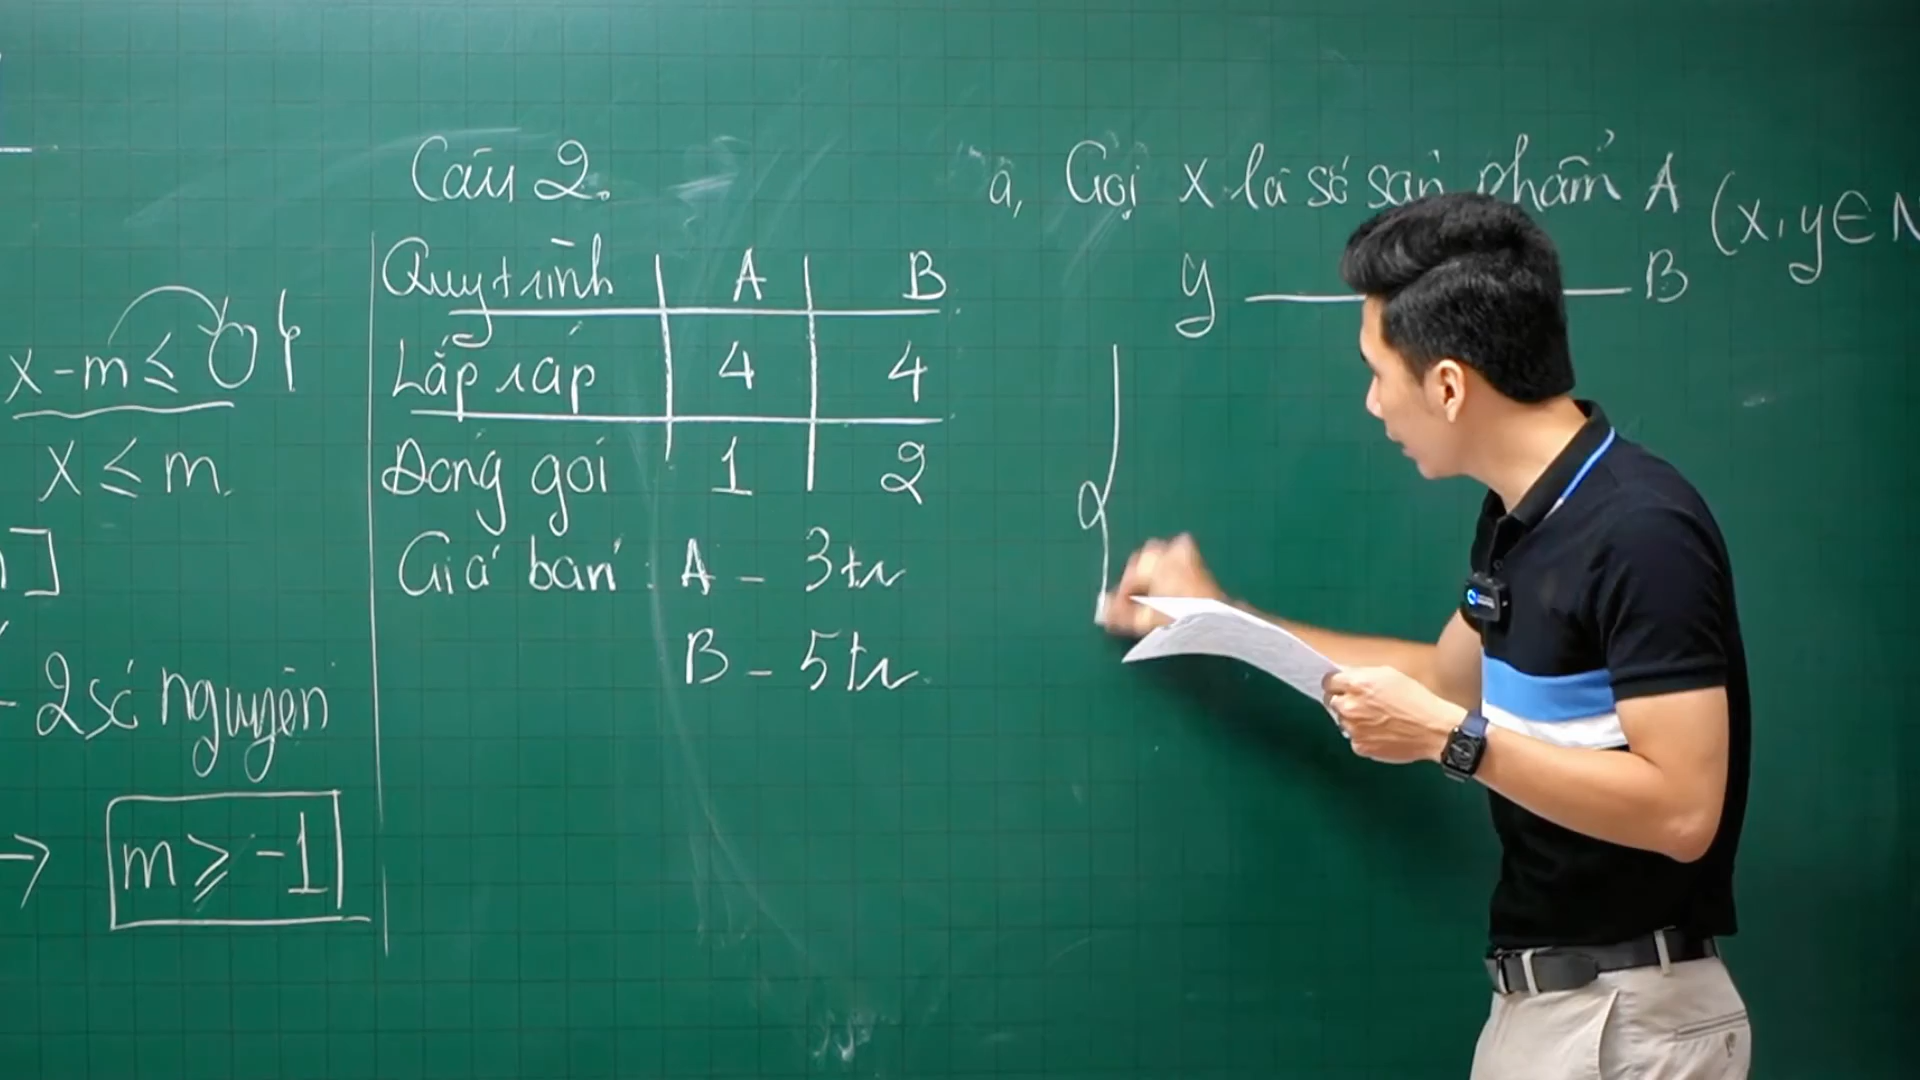 x - m ≤ 0
x ≤ m
]
- 2 số nguyên
→ m ≥ -1
Câu 2.
Quy trình A B
Lắp ráp 4 4
Đóng gói 1 2
Giá bán: A - 3tr
B - 5tr
a, Gọi x là số sản phẩm A
y B (x, y ∈ N